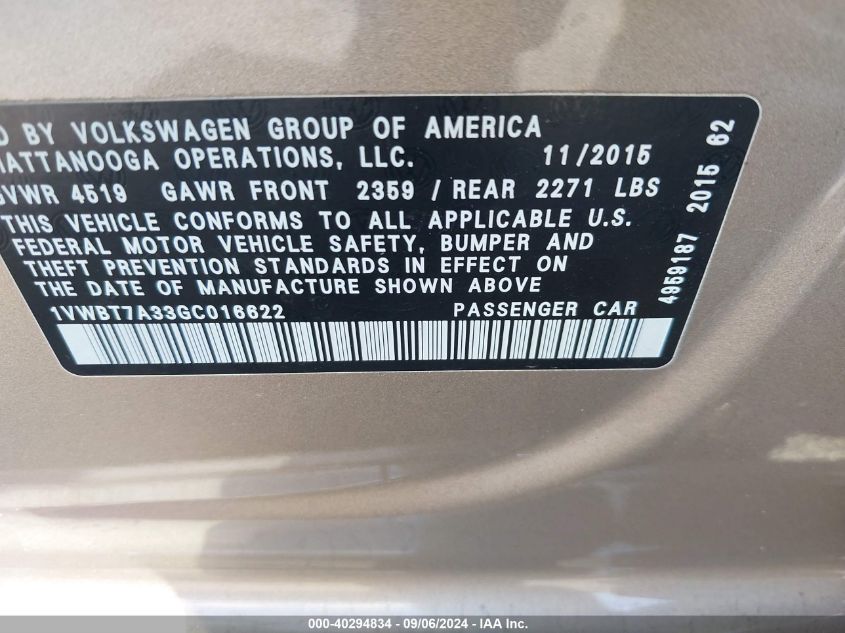 BY VOLKSWAGEN GROUP OF AMERICA
ATTANOOGA OPERATIONS, LLC. 11/2015
GVWR 4519 GAWR FRONT 2359 / REAR 2271 LBS
THIS VEHICLE CONFORMS TO ALL APPLICABLE U.S.
FEDERAL MOTOR VEHICLE SAFETY, BUMPER AND
THEFT PREVENTION STANDARDS IN EFFECT ON
THE DATE OF MANUFACTURE SHOWN ABOVE
1VWBT7A33GC016622 PASSENGER CAR
4959187 2015 62
000-40294834 - 09/06/2024 - IAA Inc.